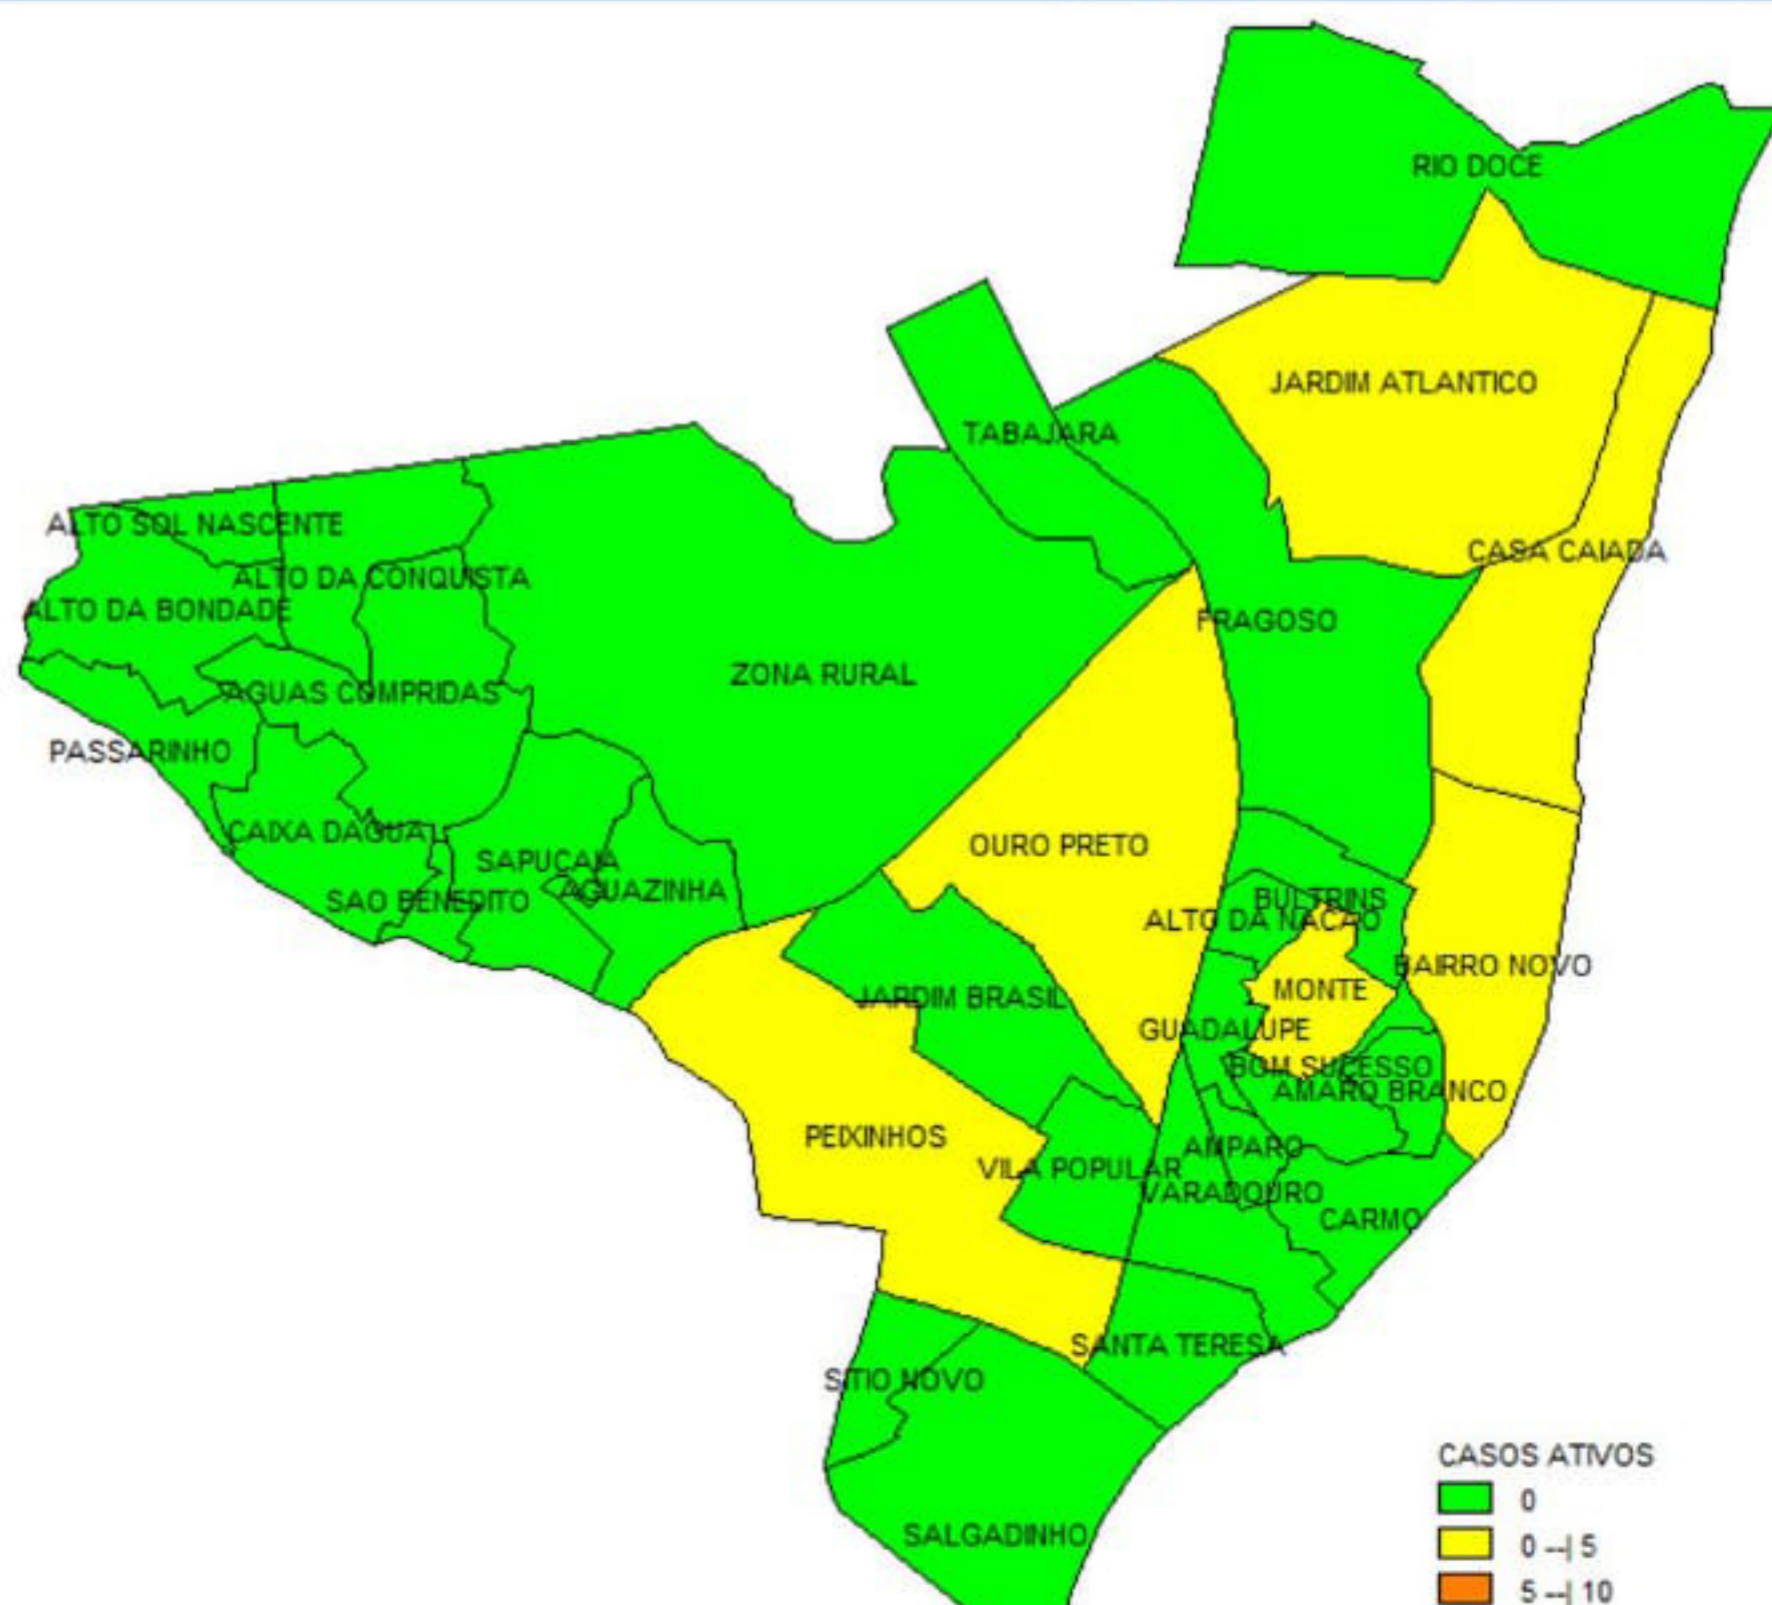 RIO DOCE
JARDIM ATLANTICO
TABAJARA
ALTO SOL NASCENTE
CASA CAIADA
ALTO DA CONQUISTA
ALTO DA BONDADE
FRAGOSO
ZONA RURAL
AGUAS COMPRIDAS
PASSARINHO
CAIXA DAGUA
OURO PRETO
SAPUCAIA
AGUAZINHA
SAO BENEDITO
BULTRINS
ALTO DA NACAO
BAIRRO NOVO
MONTE
JARDIM BRASIL
GUADALUPE
BOM SUCESSO
AMARO BRANCO
PEIXINHOS
AMPARO
VILA POPULAR
VARADOURO
CARMO
SANTA TERESA
SITIO NOVO
SALGADINHO
CASOS ATIVOS
0
0 --| 5
5 --| 10